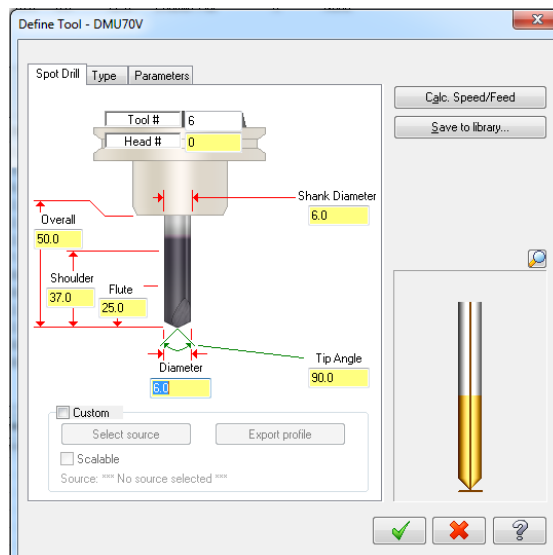 Define Tool - DMU70V
Spot Drill Type Parameters
Calc. Speed/Feed
Save to library...
Tool # 6
Head # 0
Shank Diameter
6.0
Overall
50.0
Shoulder
37.0
Flute
25.0
Tip Angle
90.0
Diameter
6.0
Custom
Select source Export profile
Scalable
Source: *** No source selected ***